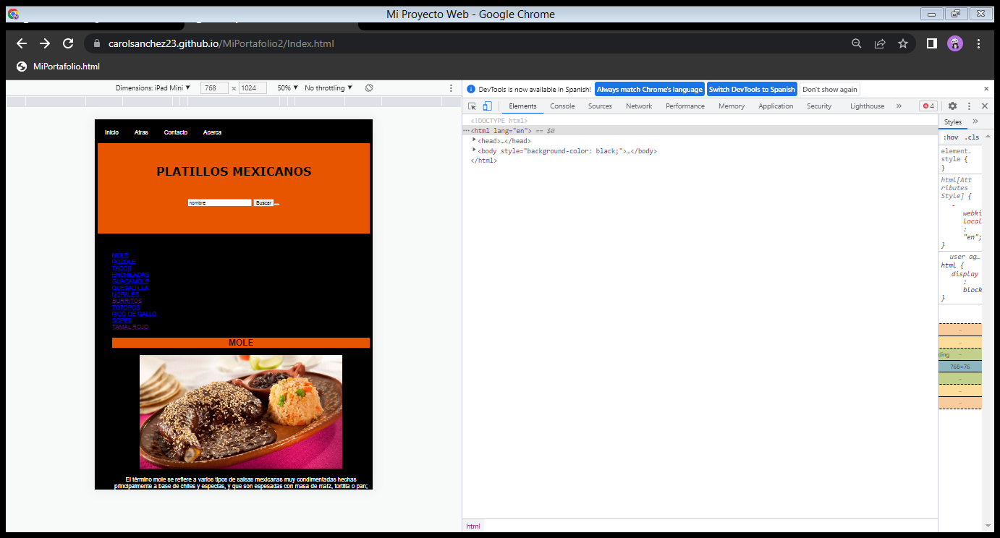 Mi Proyecto Web - Google Chrome
carolsanchez23.github.io/MiPortafolio2/Index.html
MiPortafolio.html
Dimensions: iPad Mini ▼ 768 × 1024 50% ▼ No throttling ▼
DevTools is now available in Spanish! Always match Chrome's language Switch DevTools to Spanish Don't show again
Elements Console Sources Network Performance Memory Application Security Lighthouse » 4
Inicio Atras Contacto Acerca
PLATILLOS MEXICANOS
nombre Buscar
MOLE
POZOLE
TACOS
ENCHILADAS
GUACAMOLE
QUESADILLA
NOPALES
BURRITOS
TOTOPOS
PICO DE GALLO
SOPES
TAMAL ROJO
MOLE
El término mole se refiere a varios tipos de salsas mexicanas muy condimentadas hechas
principalmente a base de chiles y especias, y que son espesadas con masa de maíz, tortilla o pan;
<!DOCTYPE html>
<html lang="en"> == $0
<head>…</head>
<body style="background-color: black;">…</body>
</html>
html
Styles »
:hov .cls
element.
style {
}
html[Att
ributes
Style] {
-
webki
local
:
"en";
}
user ag…
html {
display
:
block
}
-
-
ding -
768×76
-
-
-